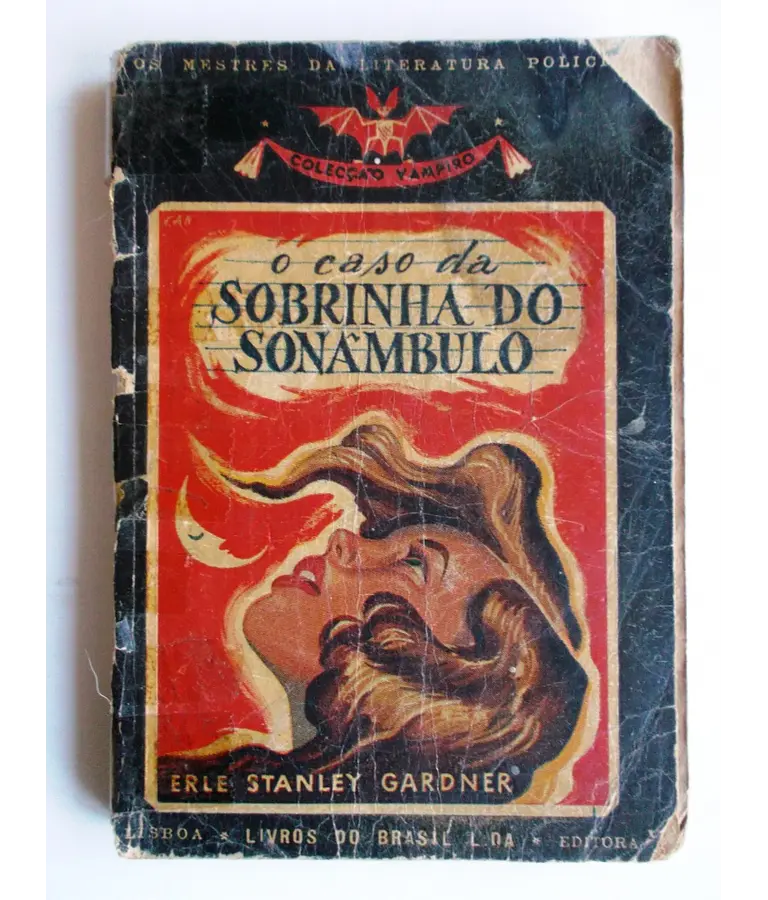 OS MESTRES DA LITERATURA
COLECÇÃO VAMPIRO
o caso da
SOBRINHA DO
SONÂMBULO
ERLE STANLEY GARDNER
LISBOA * LIVROS DO BRASIL L.DA * EDITORA